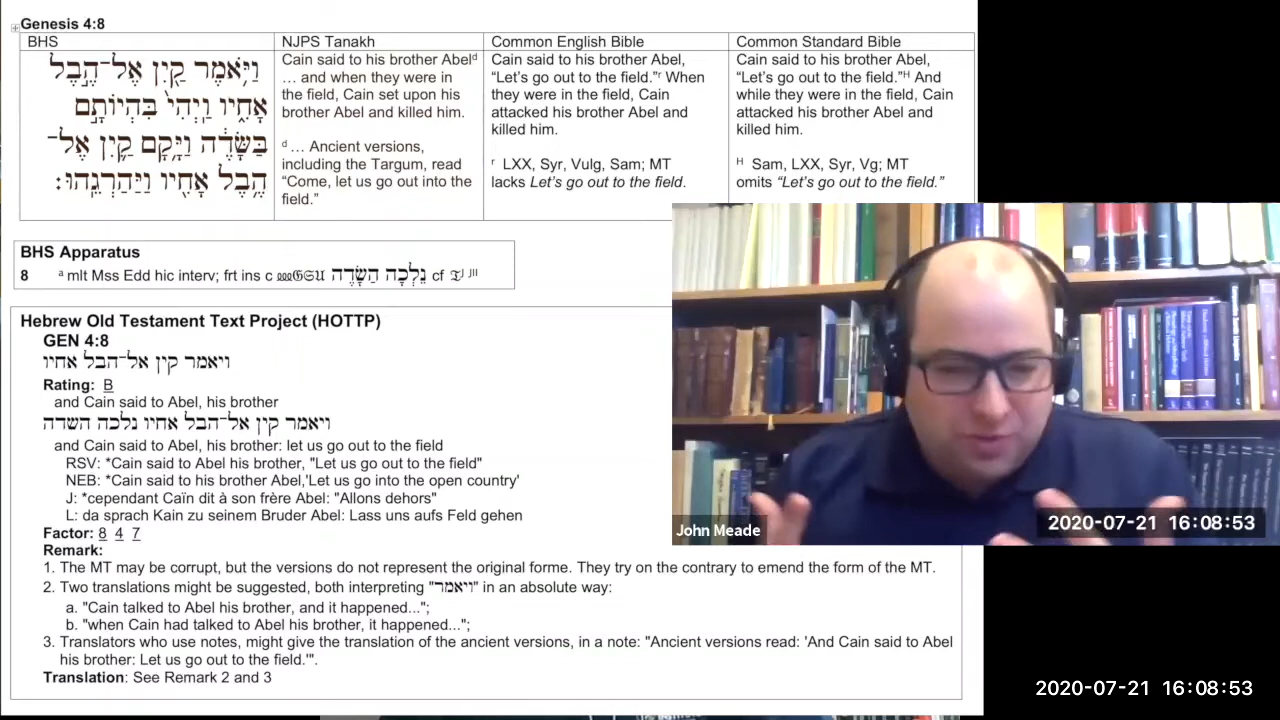 Genesis 4:8
BHS
NJPS Tanakh
Common English Bible
Common Standard Bible
וַיֹּ֥אמֶר קַ֖יִן אֶל־הֶ֣בֶל
אָחִ֑יו וַֽיְהִי֙ בִּהְיוֹתָ֣ם
בַּשָּׂדֶ֔ה וַיָּ֥קָם קַ֛יִן אֶל־
הֶ֥בֶל אָחִ֖יו וַיַּהַרְגֵֽהוּ׃
Cain said to his brother Abelᵈ
… and when they were in
the field, Cain set upon his
brother Abel and killed him.
ᵈ … Ancient versions,
including the Targum, read
“Come, let us go out into the
field.”
Cain said to his brother Abel,
“Let’s go out to the field.”ʳ When
they were in the field, Cain
attacked his brother Abel and
killed him.
ʳ LXX, Syr, Vulg, Sam; MT
lacks Let’s go out to the field.
Cain said to his brother Abel,
“Let’s go out to the field.”ᴴ And
while they were in the field, Cain
attacked his brother Abel and
killed him.
ᴴ Sam, LXX, Syr, Vg; MT
omits “Let’s go out to the field.”
BHS Apparatus
8 ᵃ mlt Mss Edd hic interv; frt ins c נֵלְכָה הַשָּׂדֶה cf
Hebrew Old Testament Text Project (HOTTP)
GEN 4:8
ויאמר קין אל־הבל אחיו
Rating: B
and Cain said to Abel, his brother
ויאמר קין אל־הבל אחיו נלכה השדה
and Cain said to Abel, his brother: let us go out to the field
RSV: *Cain said to Abel his brother, "Let us go out to the field"
NEB: *Cain said to his brother Abel,'Let us go into the open country'
J: *cependant Caïn dit à son frère Abel: "Allons dehors"
L: da sprach Kain zu seinem Bruder Abel: Lass uns aufs Feld gehen
Factor: 8 4 7
Remark:
1. The MT may be corrupt, but the versions do not represent the original forme. They try on the contrary to emend the form of the MT.
2. Two translations might be suggested, both interpreting "ויאמר" in an absolute way:
a. "Cain talked to Abel his brother, and it happened...";
b. "when Cain had talked to Abel his brother, it happened...";
3. Translators who use notes, might give the translation of the ancient versions, in a note: "Ancient versions read: 'And Cain said to Abel
his brother: Let us go out to the field.'".
Translation: See Remark 2 and 3
John Meade
2020-07-21 16:08:53
2020-07-21 16:08:53